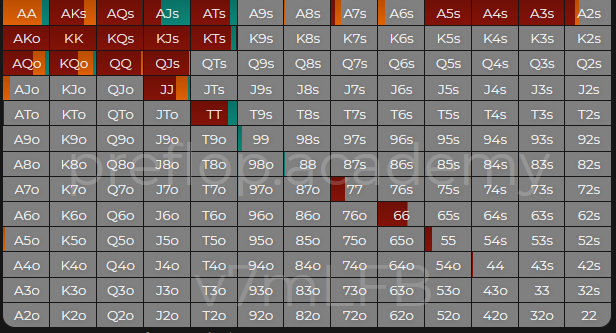 AA AKs AQs AJs ATs A9s A8s A7s A6s A5s A4s A3s A2s
AKo KK KQs KJs KTs K9s K8s K7s K6s K5s K4s K3s K2s
AQo KQo QQ QJs QTs Q9s Q8s Q7s Q6s Q5s Q4s Q3s Q2s
AJo KJo QJo JJ JTs J9s J8s J7s J6s J5s J4s J3s J2s
ATo KTo QTo JTo TT T9s T8s T7s T6s T5s T4s T3s T2s
A9o K9o Q9o J9o T9o 99 98s 97s 96s 95s 94s 93s 92s
A8o K8o Q8o J8o T8o 98o 88 87s 86s 85s 84s 83s 82s
preflop.academy
A7o K7o Q7o J7o T7o 97o 87o 77 76s 75s 74s 73s 72s
A6o K6o Q6o J6o T6o 96o 86o 76o 66 65s 64s 63s 62s
A5o K5o Q5o J5o T5o 95o 85o 75o 65o 55 54s 53s 52s
A4o K4o Q4o J4o T4o 94o 84o 74o 64o 54o 44 43s 42s
v7mLFB
A3o K3o Q3o J3o T3o 93o 83o 73o 63o 53o 43o 33 32s
A2o K2o Q2o J2o T2o 92o 82o 72o 62o 52o 42o 32o 22